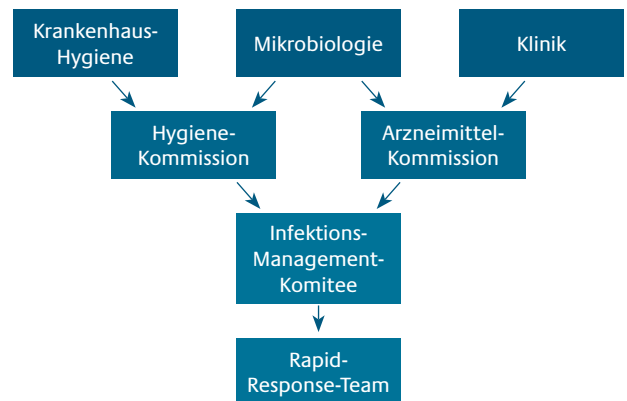 Krankenhaus-
Hygiene
Mikrobiologie
Klinik
Hygiene-
Kommission
Arzneimittel-
Kommission
Infektions-
Management-
Komitee
Rapid-
Response-Team